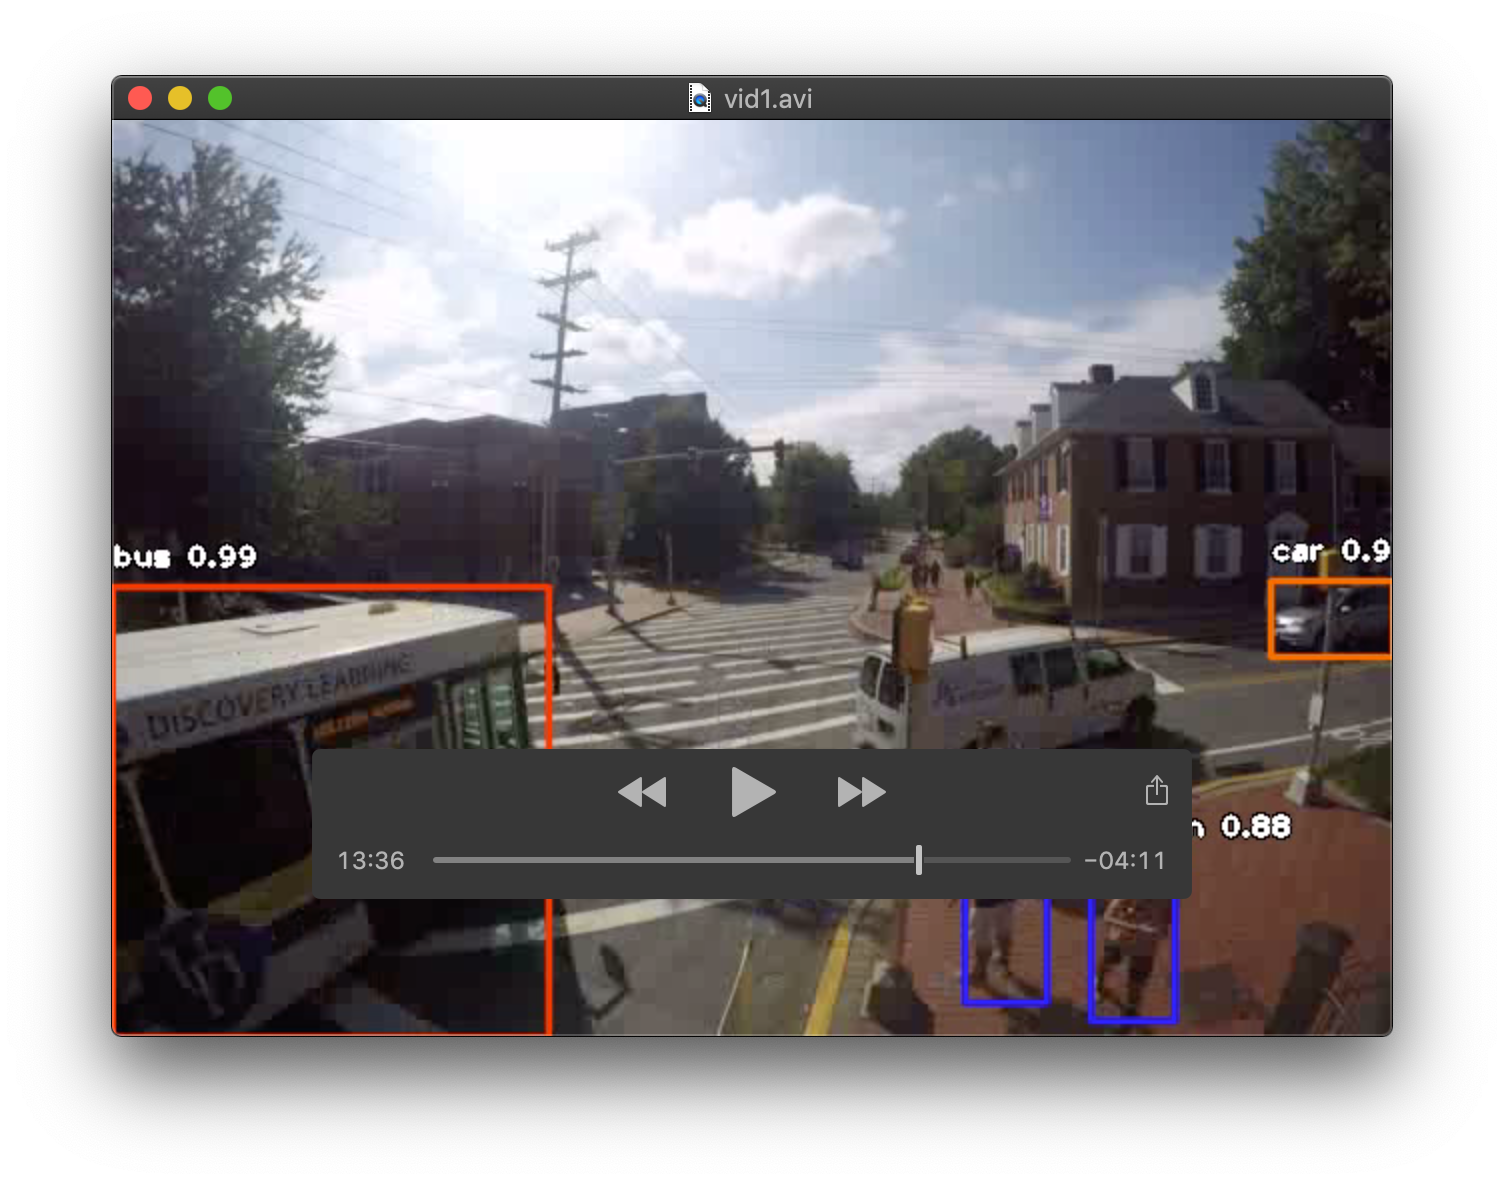 vid1.avi
bus 0.99
car 0.9
DISCOVERY LEARNING
n 0.88
13:36
-04:11